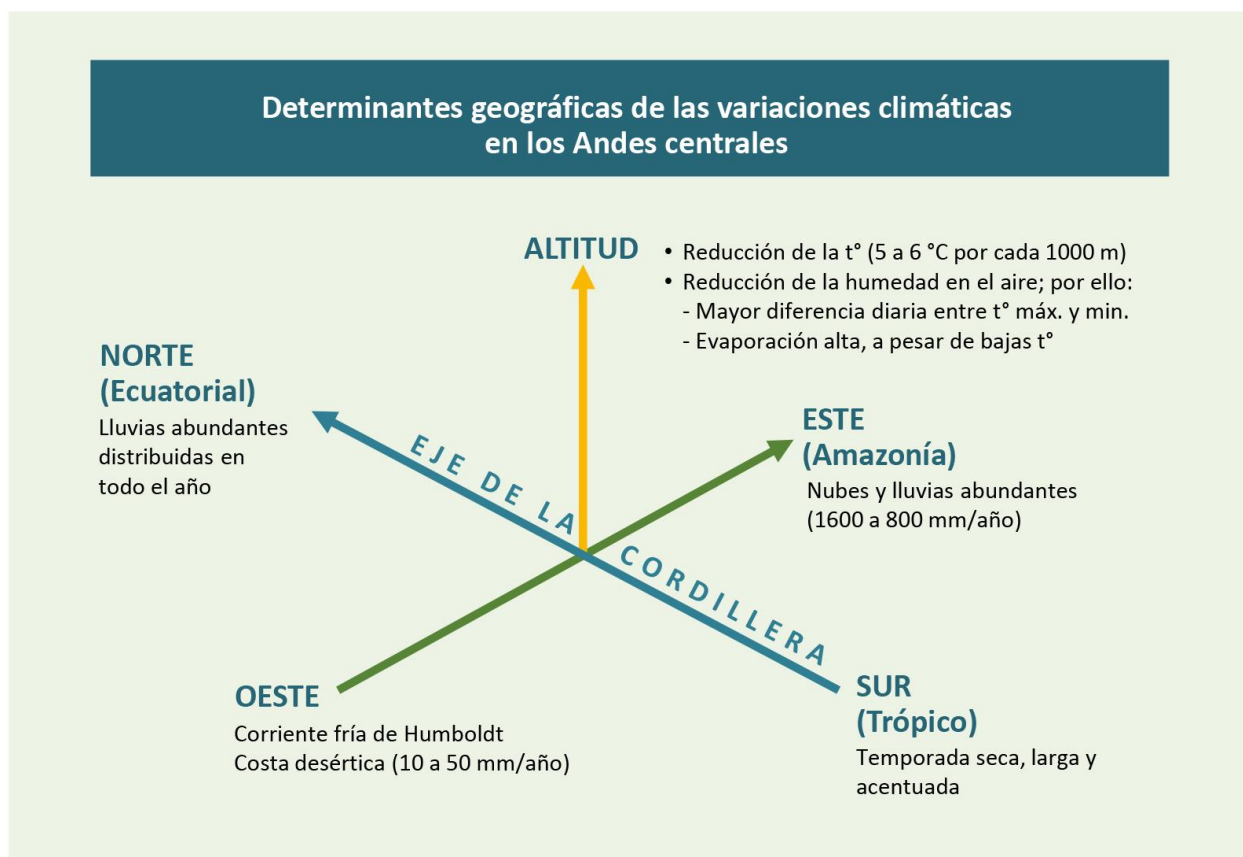 Determinantes geográficas de las variaciones climáticas
en los Andes centrales
ALTITUD
• Reducción de la t° (5 a 6 °C por cada 1000 m)
• Reducción de la humedad en el aire; por ello:
- Mayor diferencia diaria entre t° máx. y min.
- Evaporación alta, a pesar de bajas t°
NORTE
(Ecuatorial)
Lluvias abundantes
distribuidas en
todo el año
ESTE
(Amazonía)
Nubes y lluvias abundantes
(1600 a 800 mm/año)
EJE DE LA CORDILLERA
OESTE
Corriente fría de Humboldt
Costa desértica (10 a 50 mm/año)
SUR
(Trópico)
Temporada seca, larga y
acentuada